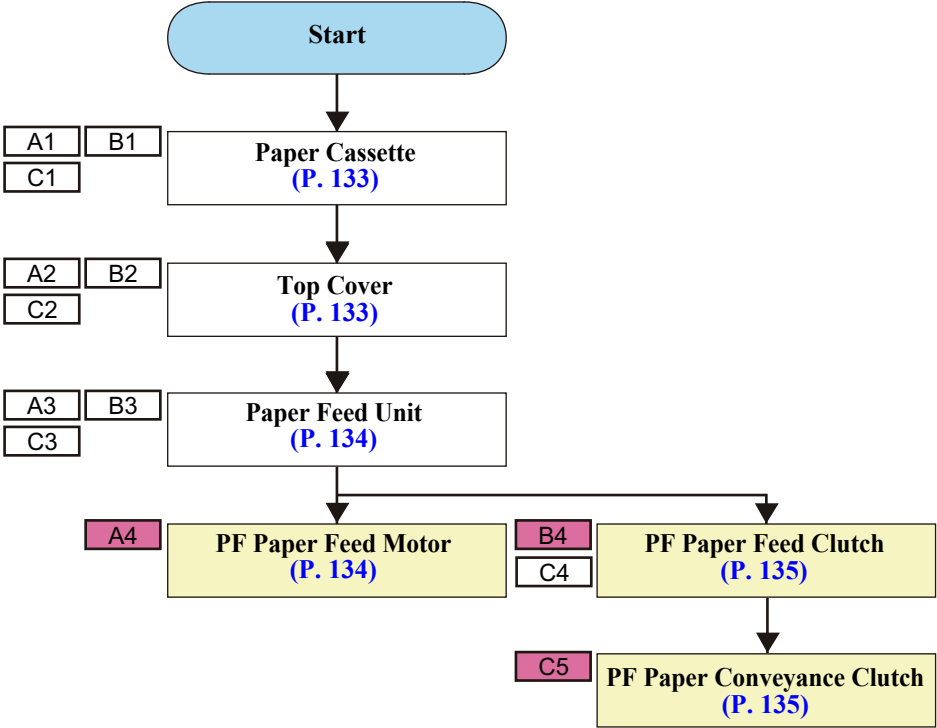 Start
A1 B1
C1
Paper Cassette
(P. 133)
A2 B2
C2
Top Cover
(P. 133)
A3 B3
C3
Paper Feed Unit
(P. 134)
A4
PF Paper Feed Motor
(P. 134)
B4
C4
PF Paper Feed Clutch
(P. 135)
C5
PF Paper Conveyance Clutch
(P. 135)